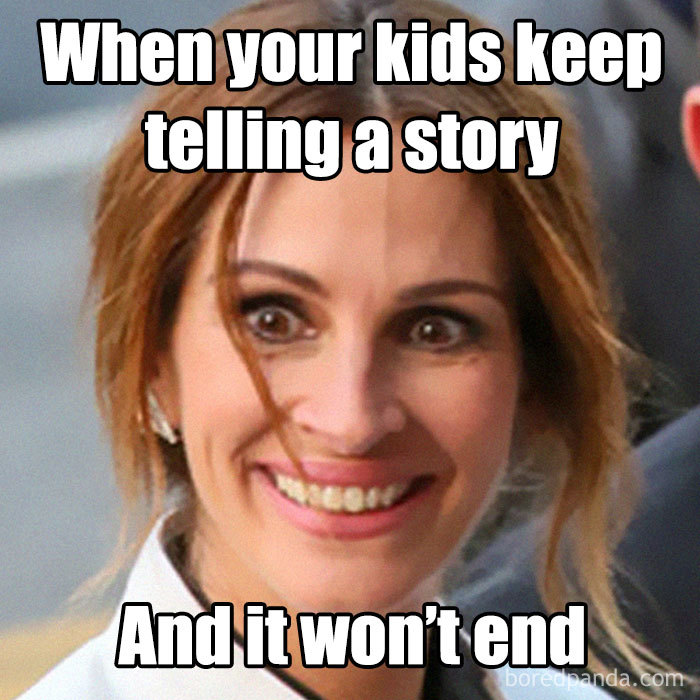 When your kids keep
telling a story
And it won't end
boredpanda.com